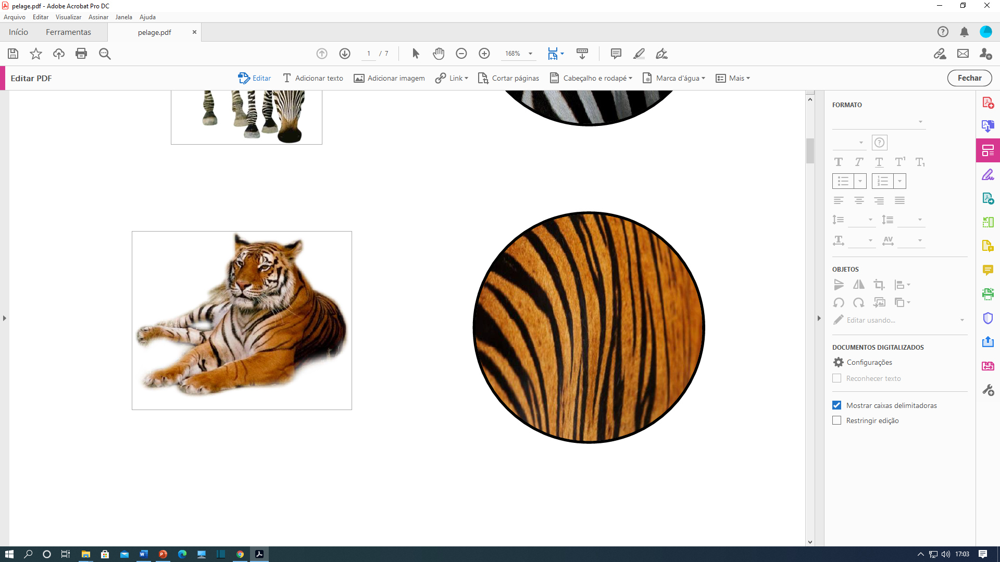 pelage.pdf - Adobe Acrobat Pro DC
Arquivo Editar Visualizar Assinar Janela Ajuda
Início Ferramentas pelage.pdf
1 / 7 168%
Editar PDF Editar Adicionar texto Adicionar imagem Link Cortar páginas Cabeçalho e rodapé Marca d'água Mais Fechar
FORMATO
OBJETOS
Editar usando...
DOCUMENTOS DIGITALIZADOS
Configurações
Reconhecer texto
Mostrar caixas delimitadoras
Restringir edição
17:03